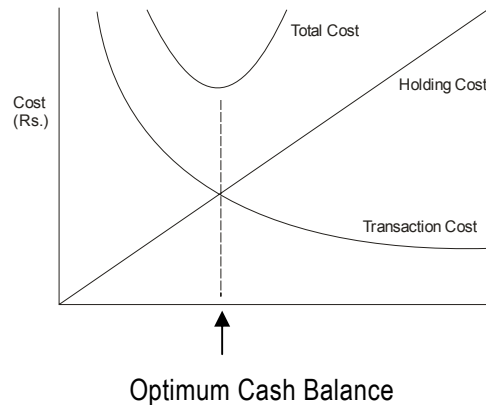 Total Cost
Holding Cost
Cost
(Rs.)
Transaction Cost
Optimum Cash Balance